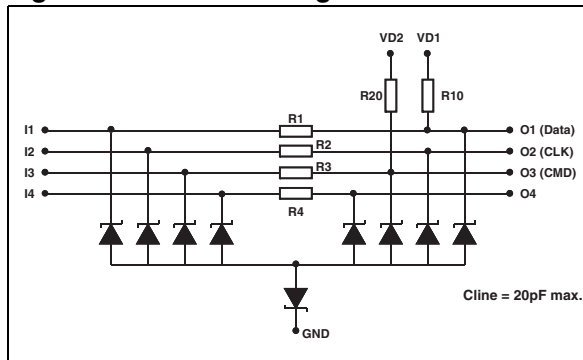 VD2 VD1
R20 R10
R1
I1 O1 (Data)
R2
I2 O2 (CLK)
R3
I3 O3 (CMD)
I4 O4
R4
Cline = 20pF max.
GND